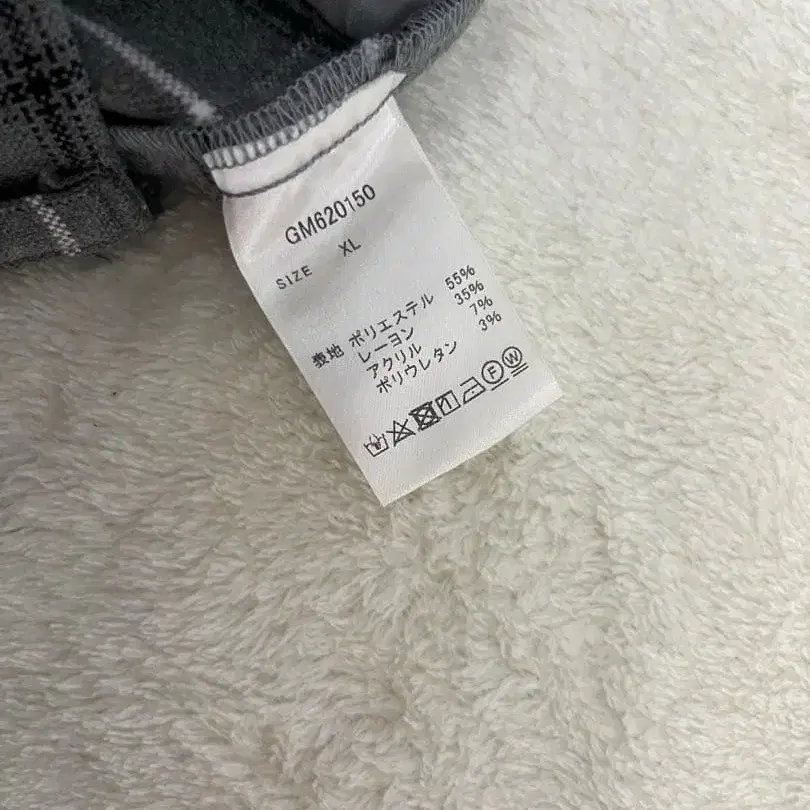 GM620150
SIZE XL
表地 ポリエステル 55%
レーヨン 35%
アクリル 7%
ポリウレタン 3%
F W